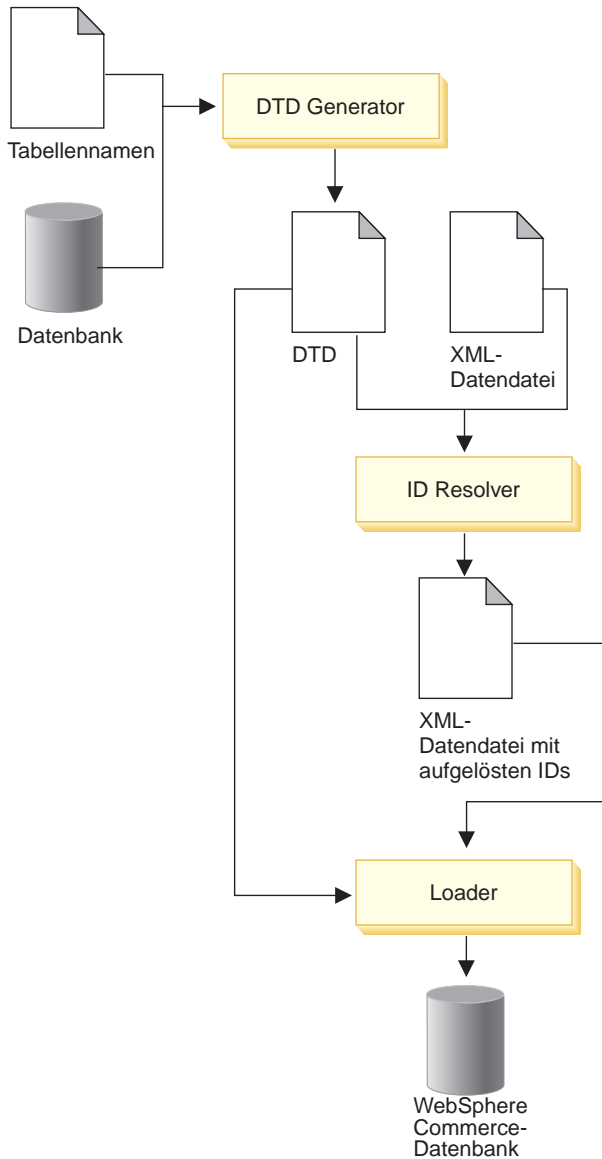 DTD Generator
Tabellennamen
Datenbank
DTD
XML-
Datendatei
ID Resolver
XML-
Datendatei mit
aufgelösten IDs
Loader
WebSphere
Commerce-
Datenbank